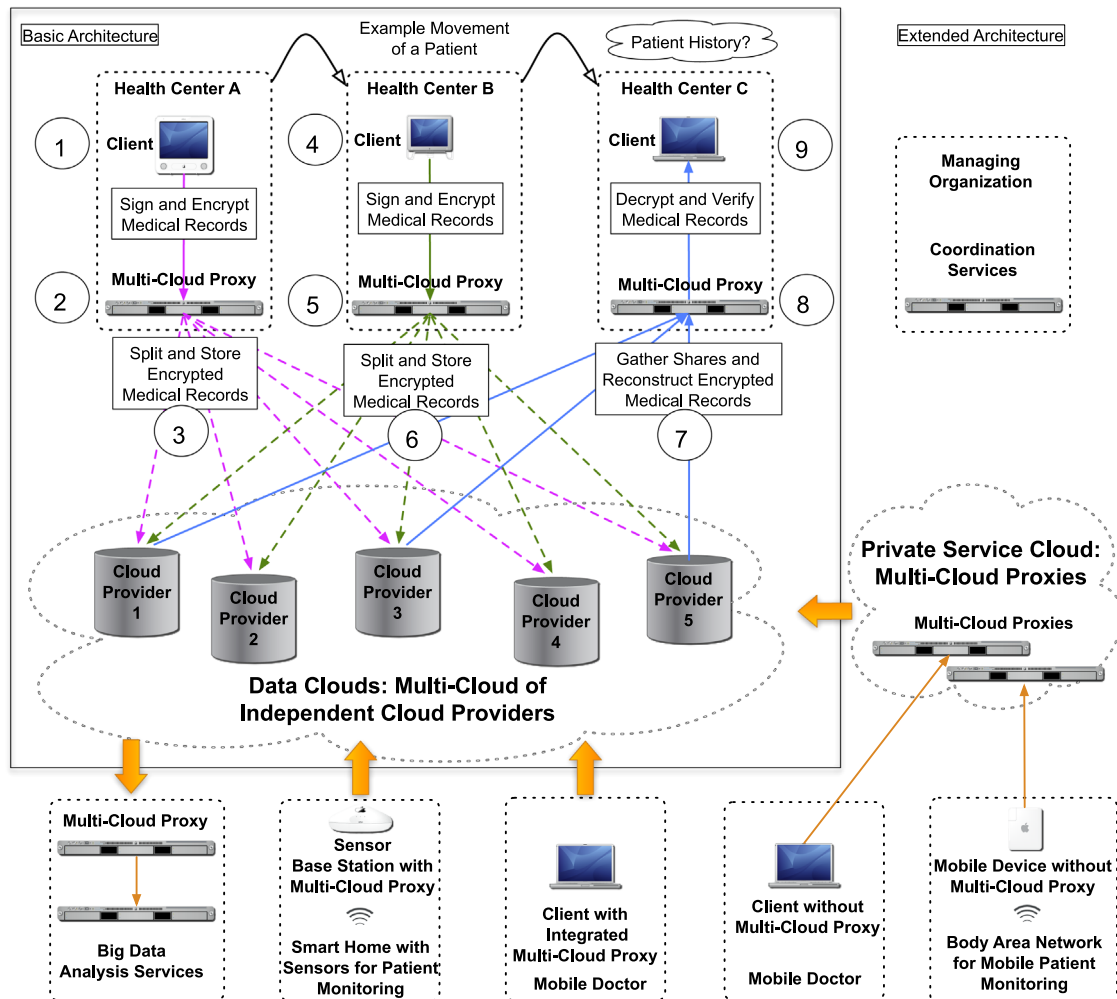 Basic Architecture
Example Movement
of a Patient
Patient History?
Extended Architecture
Health Center A
Health Center B
Health Center C
1
Client
4
Client
Client
9
Sign and Encrypt
Medical Records
Sign and Encrypt
Medical Records
Decrypt and Verify
Medical Records
Managing
Organization
Coordination
Services
2
Multi-Cloud Proxy
5
Multi-Cloud Proxy
Multi-Cloud Proxy
8
Split and Store
Encrypted
Medical Records
3
Split and Store
Encrypted
Medical Records
6
Gather Shares and
Reconstruct Encrypted
Medical Records
7
Cloud
Provider
1
Cloud
Provider
2
Cloud
Provider
3
Cloud
Provider
4
Cloud
Provider
5
Data Clouds: Multi-Cloud of
Independent Cloud Providers
Private Service Cloud:
Multi-Cloud Proxies
Multi-Cloud Proxies
Multi-Cloud Proxy
Big Data
Analysis Services
Sensor
Base Station with
Multi-Cloud Proxy
Smart Home with
Sensors for Patient
Monitoring
Client with
Integrated
Multi-Cloud Proxy
Mobile Doctor
Client without
Multi-Cloud Proxy
Mobile Doctor
Mobile Device without
Multi-Cloud Proxy
Body Area Network
for Mobile Patient
Monitoring